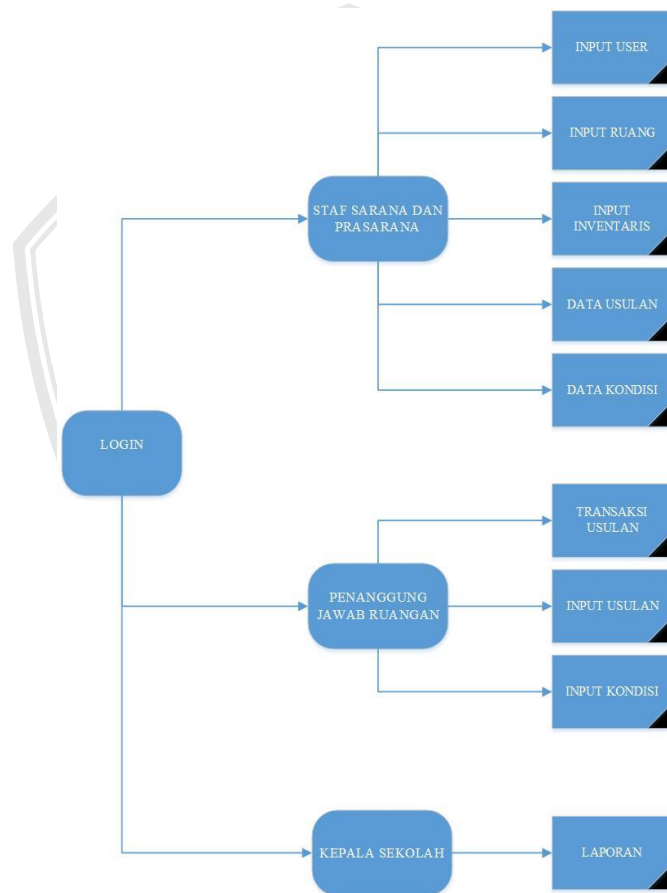 INPUT USER
INPUT RUANG
STAF SARANA DAN
PRASARANA
INPUT
INVENTARIS
DATA USULAN
DATA KONDISI
LOGIN
TRANSAKSI
USULAN
PENANGGUNG
JAWAB RUANGAN
INPUT USULAN
INPUT KONDISI
KEPALA SEKOLAH
LAPORAN